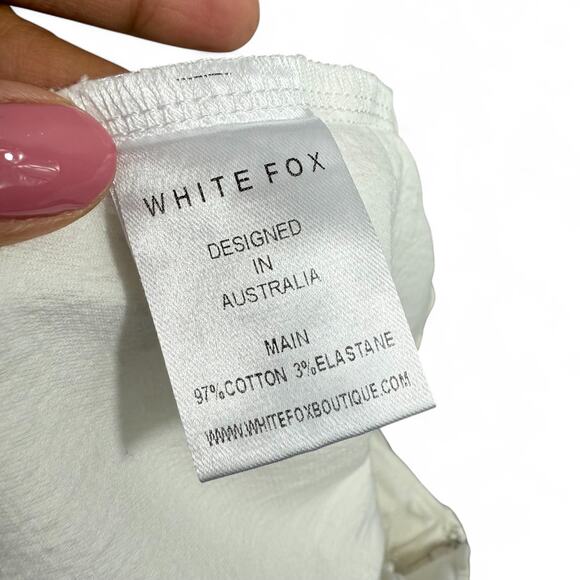 WHITE FOX
DESIGNED
IN
AUSTRALIA
MAIN
97%COTTON 3%ELASTANE
WWW.WHITEFOXBOUTIQUE.COM